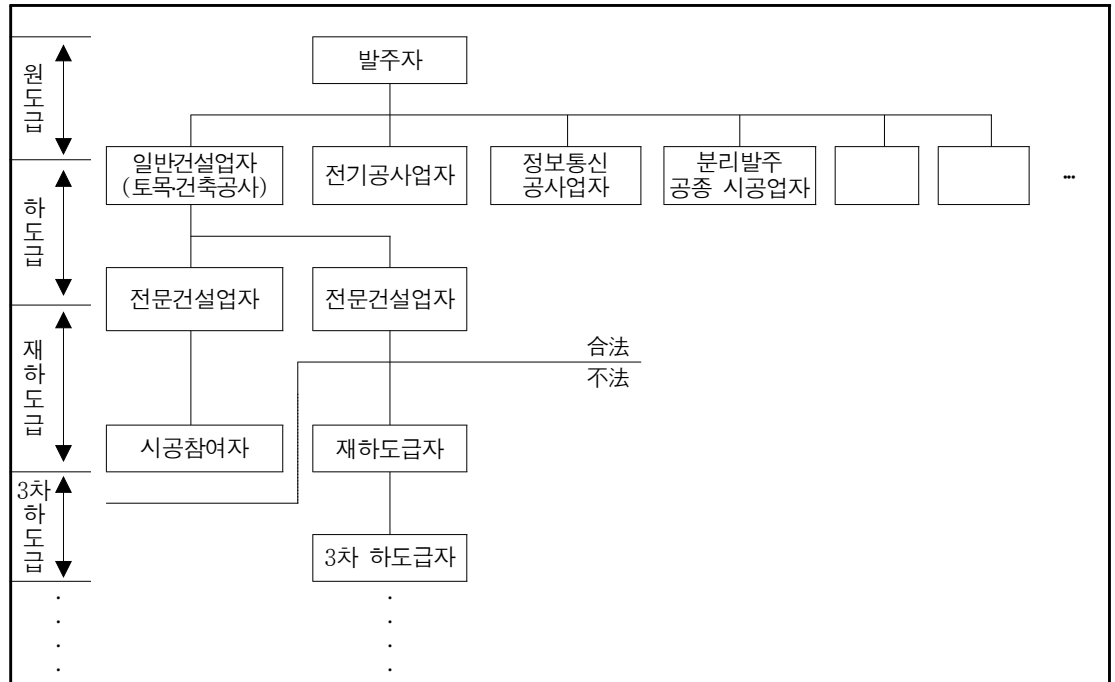 발주자
원도급
일반건설업자
(토목·건축공사)
전기공사업자
정보통신
공사업자
분리발주
공종 시공업자
...
하도급
전문건설업자
전문건설업자
合法
不法
재하도급
시공참여자
재하도급자
3차
하도급
3차 하도급자